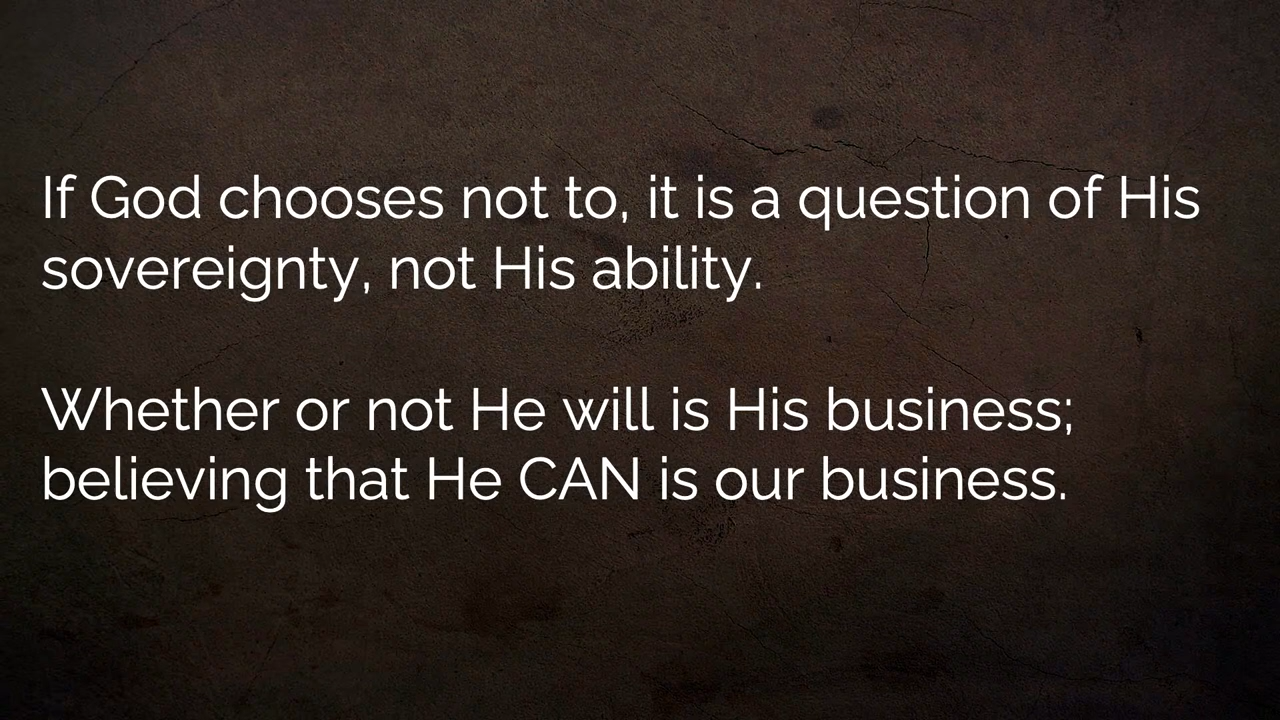 If God chooses not to, it is a question of His
sovereignty, not His ability.
Whether or not He will is His business;
believing that He CAN is our business.